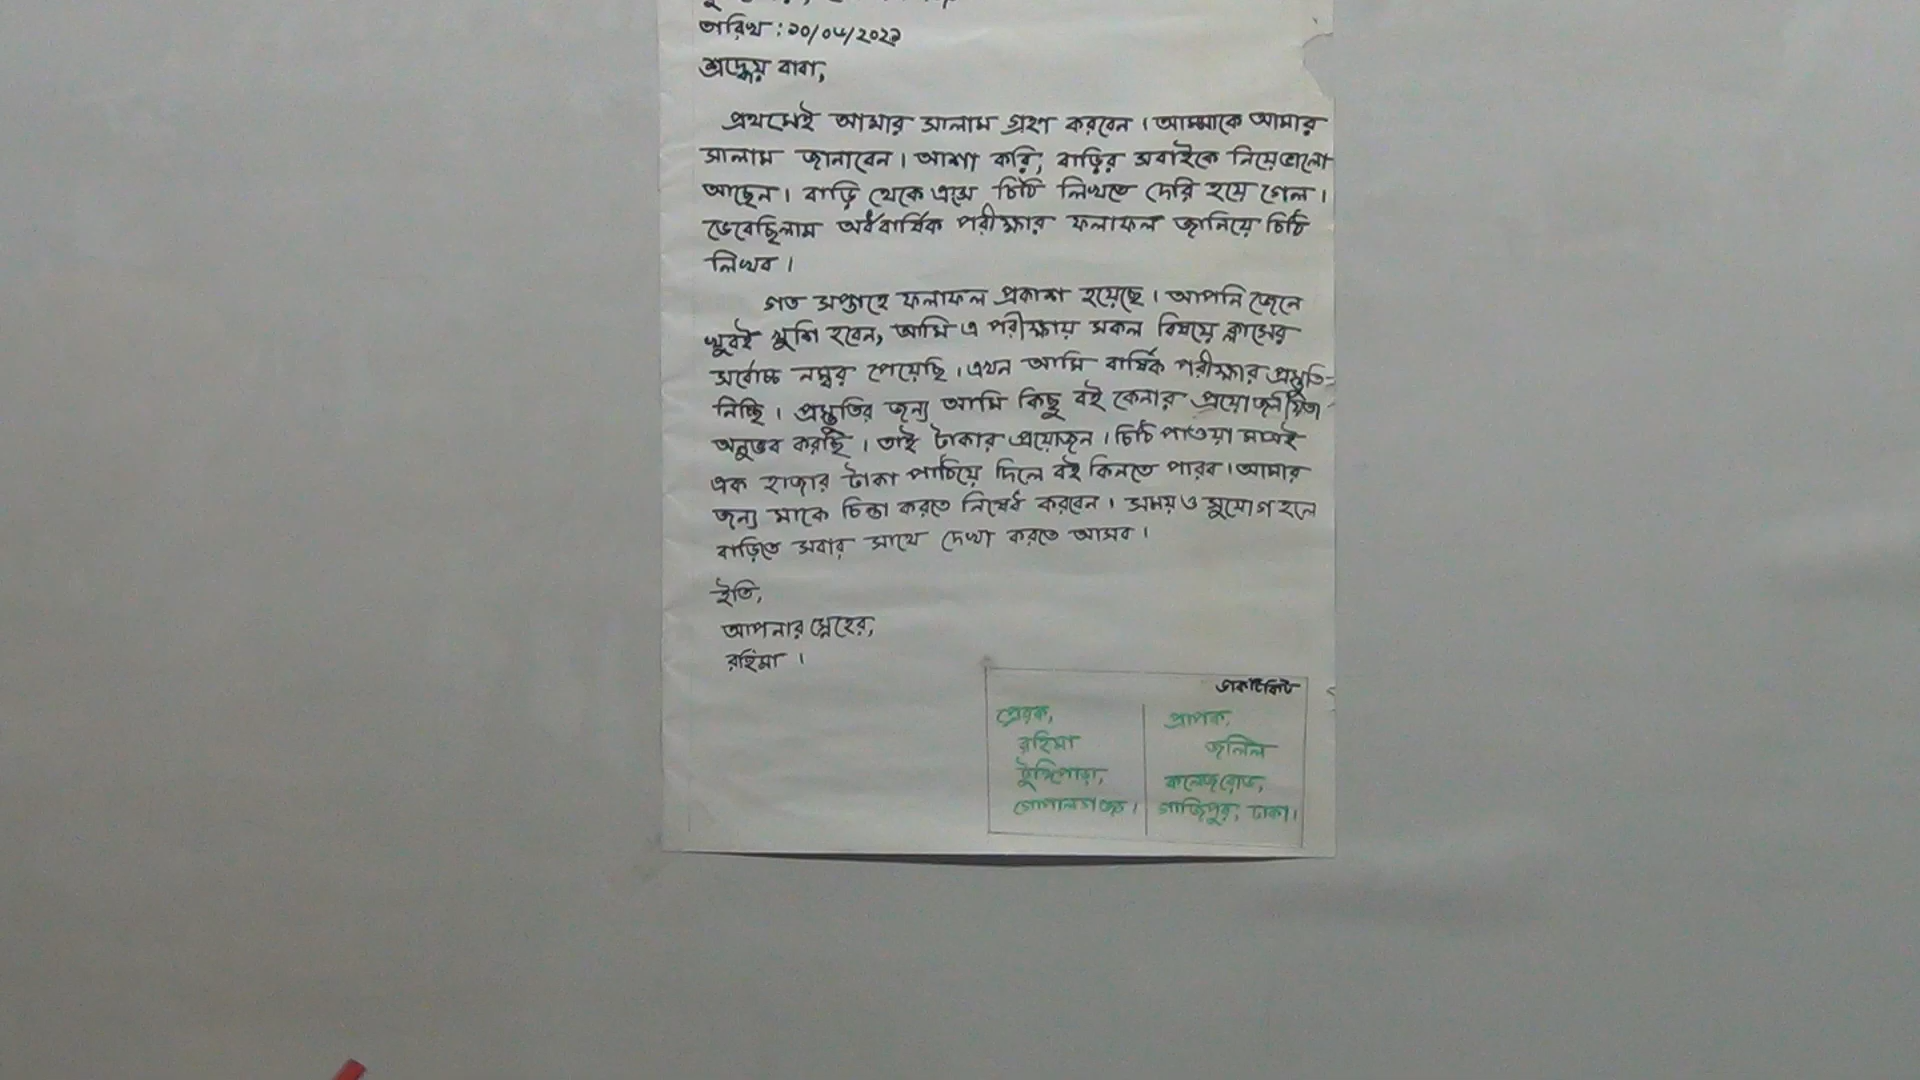 তারিখ : ১০/০৬/২০২১
শ্রদ্ধেয় বাবা,
প্রথমেই আমার সালাম গ্রহণ করবেন। আম্মাকে আমার
সালাম জানাবেন। আশা করি, বাড়ির সবাইকে নিয়ে ভালো
আছেন। বাড়ি থেকে এসে চিঠি লিখতে দেরি হয়ে গেল।
ভেবেছিলাম অর্ধবার্ষিক পরীক্ষার ফলাফল জানিয়ে চিঠি
লিখব।
গত সপ্তাহে ফলাফল প্রকাশ হয়েছে। আপনি জেনে
খুবই খুশি হবেন, আমি এ পরীক্ষায় সকল বিষয়ে ক্লাসের
সর্বোচ্চ নম্বর পেয়েছি। এখন আমি বার্ষিক পরীক্ষার প্রস্তুতি-
নিচ্ছি। প্রস্তুতির জন্য আমি কিছু বই কেনার প্রয়োজনীয়তা
অনুভব করছি। তাই টাকার প্রয়োজন। চিঠি পাওয়া মাত্রই
এক হাজার টাকা পাঠিয়ে দিলে বই কিনতে পারব। আমার
জন্য মাকে চিন্তা করতে নিষেধ করবেন। সময় ও সুযোগ হলে
বাড়িতে সবার সাথে দেখা করতে আসব।
ইতি,
আপনার স্নেহের,
রহিমা।
ডাকটিকিট
প্রেরক,
রহিমা
টুঙ্গিপাড়া,
গোপালগঞ্জ।
প্রাপক,
জলিল
কলেজরোড,
গাজিপুর, ঢাকা।